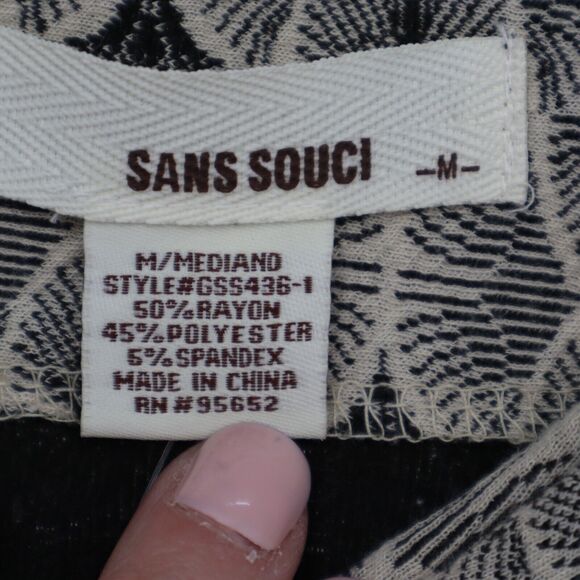 SANS SOUCI -M-
M/MEDIANO
STYLE#GSS436-1
50%RAYON
45%POLYESTER
5%SPANDEX
MADE IN CHINA
RN#95652